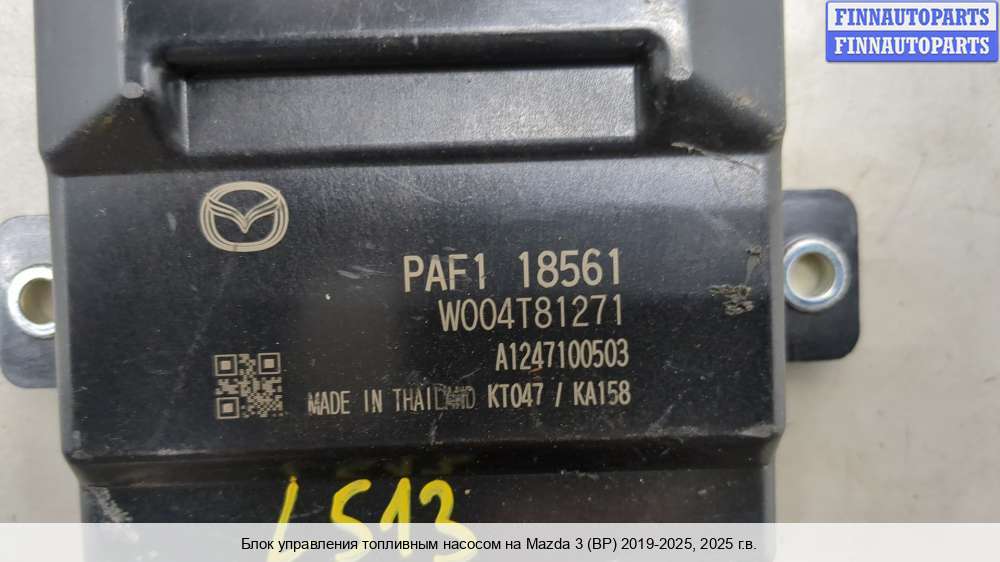 FINNAUTOPARTS
FINNAUTOPARTS
PAF1 18561
W004T81271
A1247100503
MADE IN THAILAND KT047 / KA158
L513
Блок управления топливным насосом на Mazda 3 (BP) 2019-2025, 2025 г.в.